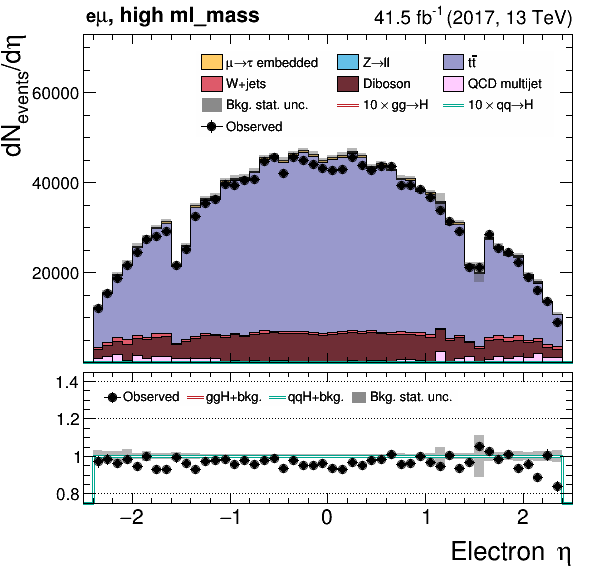 eμ, high ml_mass 41.5 fb⁻¹ (2017, 13 TeV)
dN_events/dη
μ→τ embedded Z→ll tt̄
W+jets Diboson QCD multijet
Bkg. stat. unc. 10 × gg→H 10 × qq→H
Observed
60000
40000
20000
1.4
Observed ggH+bkg. qqH+bkg. Bkg. stat. unc.
1.2
1
0.8
−2 −1 0 1 2
Electron η